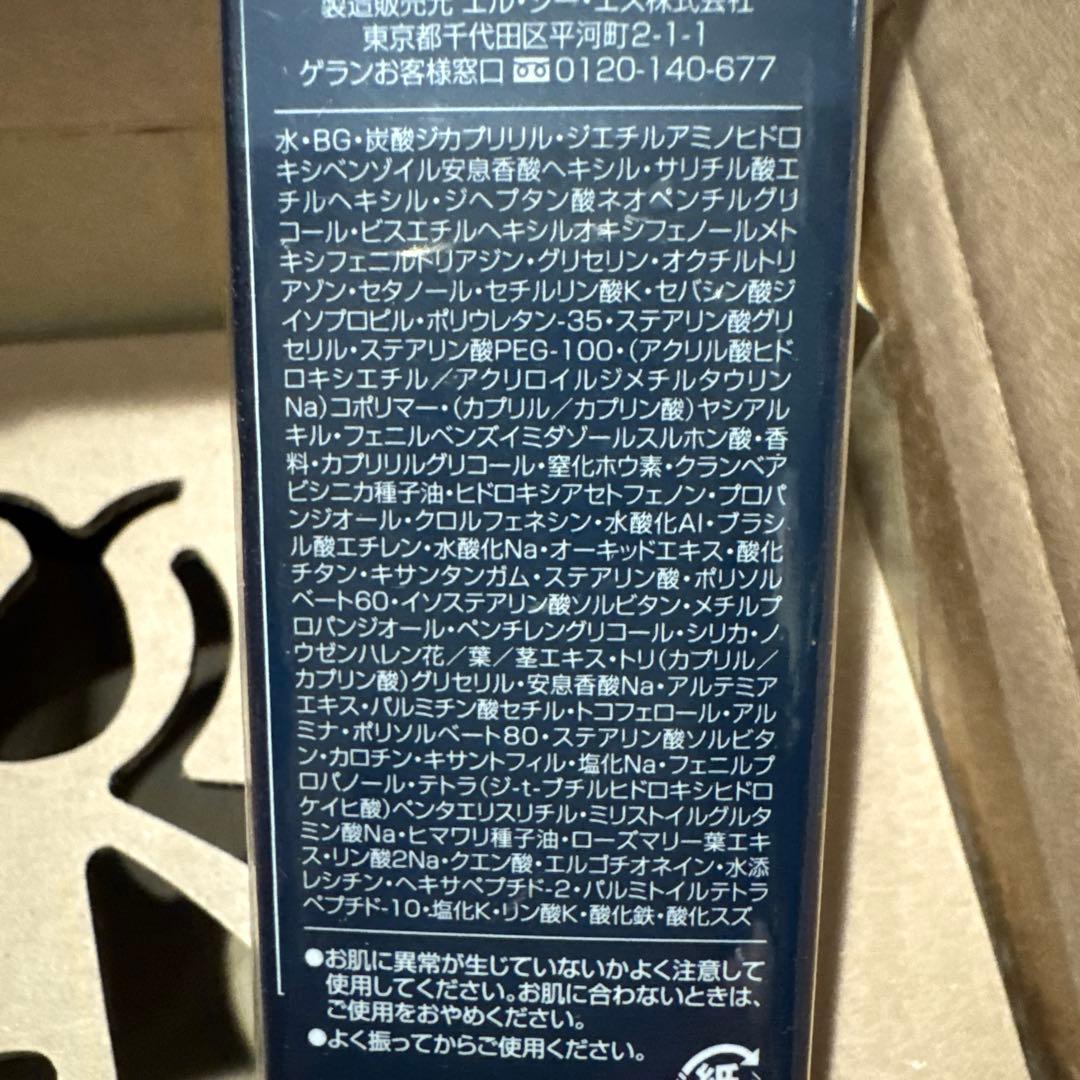 製造販売元 エル・シー・エス株式会社
東京都千代田区平河町2-1-1
ゲランお客様窓口 0120-140-677
水・BG・炭酸ジカプリリル・ジエチルアミノヒドロ
キシベンゾイル安息香酸ヘキシル・サリチル酸エ
チルヘキシル・ジヘプタン酸ネオペンチルグリ
コール・ビスエチルヘキシルオキシフェノールメト
キシフェニルトリアジン・グリセリン・オクチルトリ
アゾン・セタノール・セチルリン酸K・セバシン酸ジ
イソプロピル・ポリウレタン-35・ステアリン酸グリ
セリル・ステアリン酸PEG-100・(アクリル酸ヒド
ロキシエチル/アクリロイルジメチルタウリン
Na)コポリマー・(カプリル/カプリン酸)ヤシアル
キル・フェニルベンズイミダゾールスルホン酸・香
料・カプリリルグリコール・窒化ホウ素・クランベア
ビシニカ種子油・ヒドロキシアセトフェノン・プロパ
ンジオール・クロルフェネシン・水酸化Al・ブラシ
ル酸エチレン・水酸化Na・オーキッドエキス・酸化
チタン・キサンタンガム・ステアリン酸・ポリソル
ベート60・イソステアリン酸ソルビタン・メチルプ
ロパンジオール・ペンチレングリコール・シリカ・ノ
ウゼンハレン花/葉/茎エキス・トリ(カプリル/
カプリン酸)グリセリル・安息香酸Na・アルテミア
エキス・パルミチン酸セチル・トコフェロール・アル
ミナ・ポリソルベート80・ステアリン酸ソルビタ
ン・カロチン・キサントフィル・塩化Na・フェニルプ
ロパノール・テトラ(ジ-t-ブチルヒドロキシヒドロ
ケイヒ酸)ペンタエリスリチル・ミリストイルグルタ
ミン酸Na・ヒマワリ種子油・ローズマリー葉エキ
ス・リン酸2Na・クエン酸・エルゴチオネイン・水添
レシチン・ヘキサペプチド-2・パルミトイルテトラ
ペプチド-10・塩化K・リン酸K・酸化鉄・酸化スズ
●お肌に異常が生じていないかよく注意して
使用してください。お肌に合わないときは、
ご使用をおやめください。
●よく振ってからご使用ください。
紙